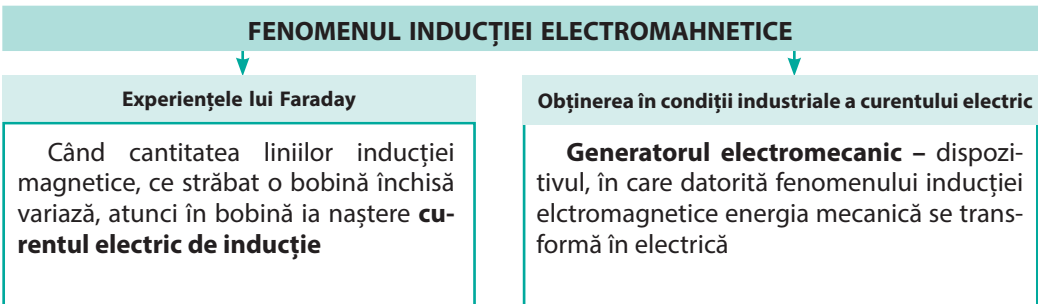 FENOMENUL INDUCȚIEI ELECTROMAHNETICE
Experiențele lui Faraday
Când cantitatea liniilor inducției
magnetice, ce străbat o bobină închisă
variază, atunci în bobină ia naștere cu-
rentul electric de inducție
Obținerea în condiții industriale a curentului electric
Generatorul electromecanic – dispozi-
tivul, în care datorită fenomenului inducției
elctromagnetice energia mecanică se trans-
formă în electrică